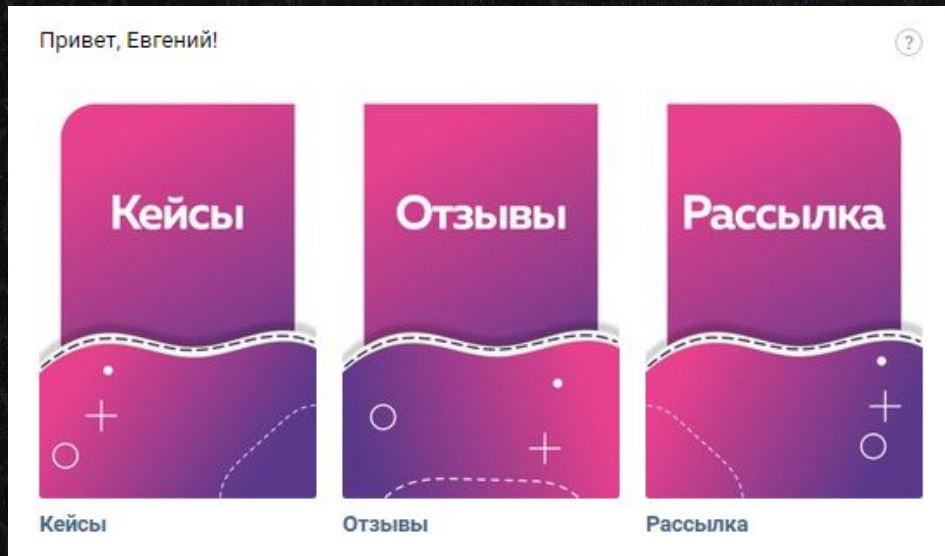 Привет, Евгений!
?
Кейсы
Отзывы
Рассылка
Кейсы
Отзывы
Рассылка